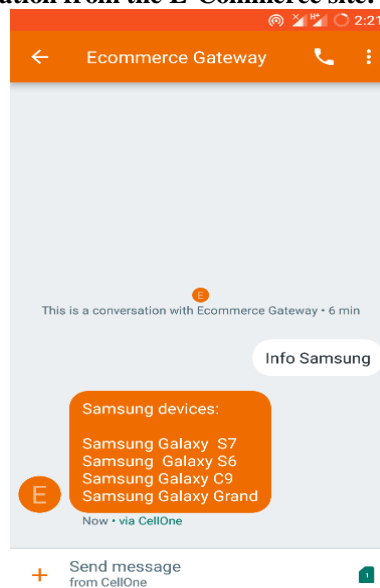 ation from the E-Commerce site.
H+ 2:21
Ecommerce Gateway
E
This is a conversation with Ecommerce Gateway • 6 min
Info Samsung
Samsung devices:
Samsung Galaxy S7
Samsung Galaxy S6
Samsung Galaxy C9
Samsung Galaxy Grand
E
Now • via CellOne
Send message
from CellOne
1